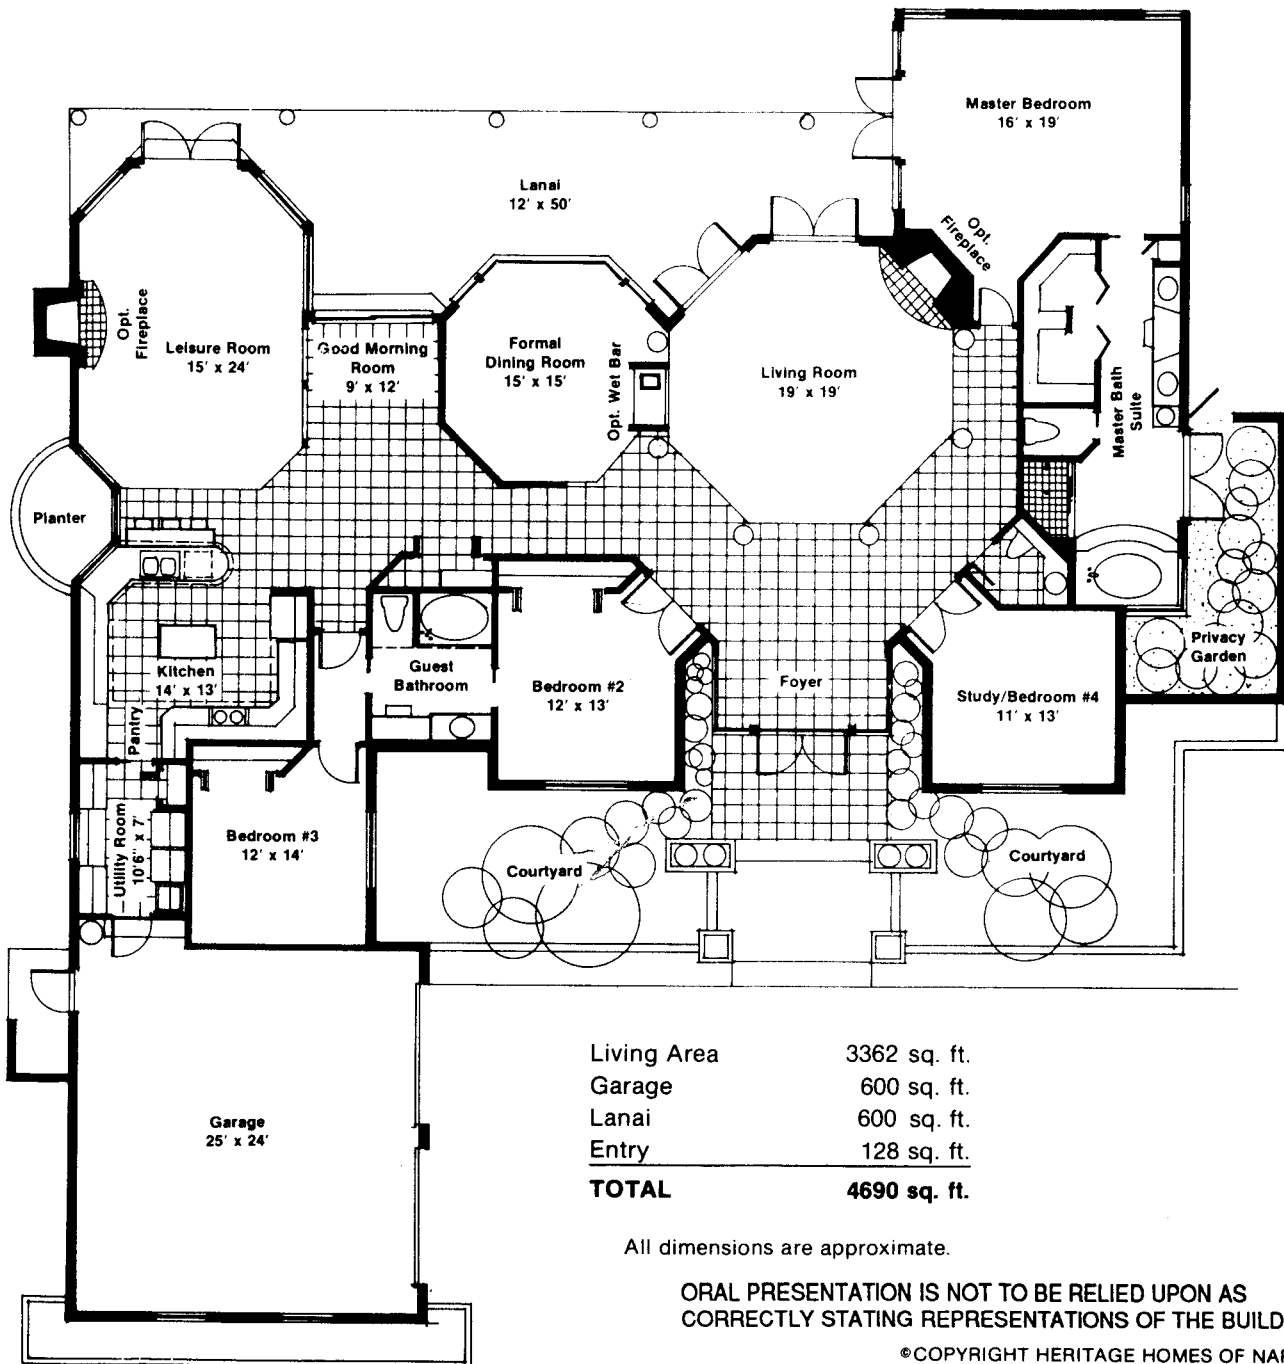 Master Bedroom
16' x 19'
Lanai
12' x 50'
Opt.
Fireplace
Opt.
Fireplace
Leisure Room
15' x 24'
Good Morning
Room
9' x 12'
Formal
Dining Room
15' x 15'
Opt. Wet Bar
Living Room
19' x 19'
Master Bath
Suite
Planter
Kitchen
14' x 13'
Pantry
Guest
Bathroom
Bedroom #2
12' x 13'
Foyer
Study/Bedroom #4
11' x 13'
Privacy
Garden
Utility Room
10'6" x 7'
Bedroom #3
12' x 14'
Courtyard
Courtyard
Garage
25' x 24'
Living Area 3362 sq. ft.
Garage 600 sq. ft.
Lanai 600 sq. ft.
Entry 128 sq. ft.
TOTAL 4690 sq. ft.
All dimensions are approximate.
ORAL PRESENTATION IS NOT TO BE RELIED UPON AS
CORRECTLY STATING REPRESENTATIONS OF THE BUILD
©COPYRIGHT HERITAGE HOMES OF